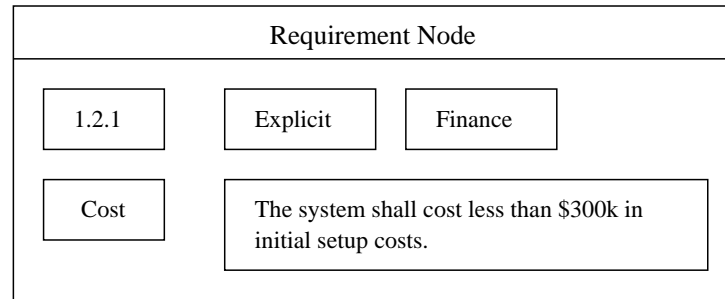 Requirement Node
1.2.1
Explicit
Finance
Cost
The system shall cost less than $300k in
initial setup costs.